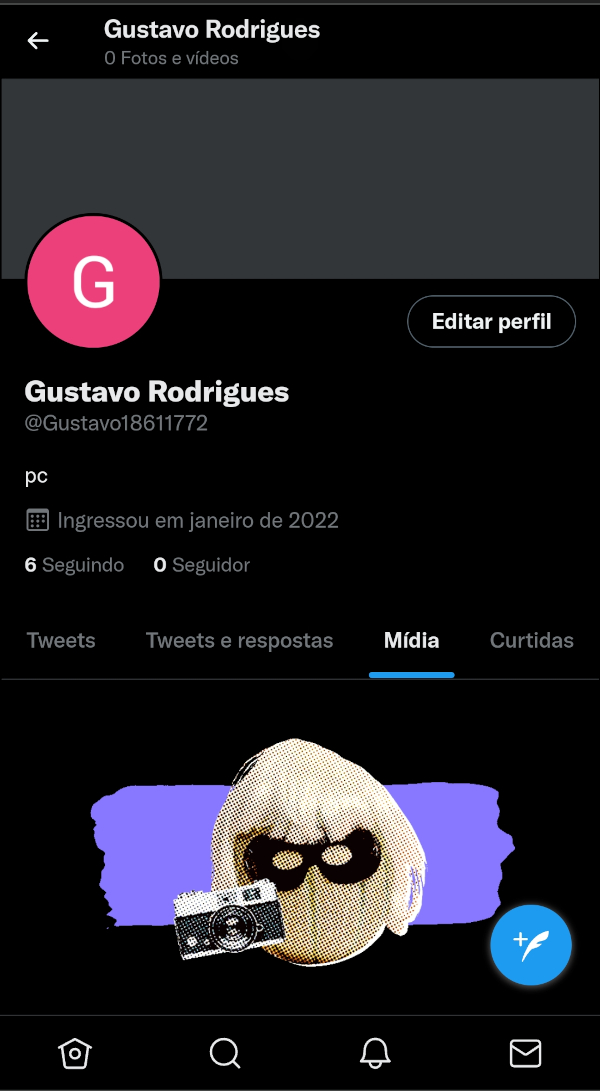 Gustavo Rodrigues
0 Fotos e vídeos
G
Editar perfil
Gustavo Rodrigues
@Gustavo18611772
pc
Ingressou em janeiro de 2022
6 Seguindo 0 Seguidor
Tweets Tweets e respostas Mídia Curtidas